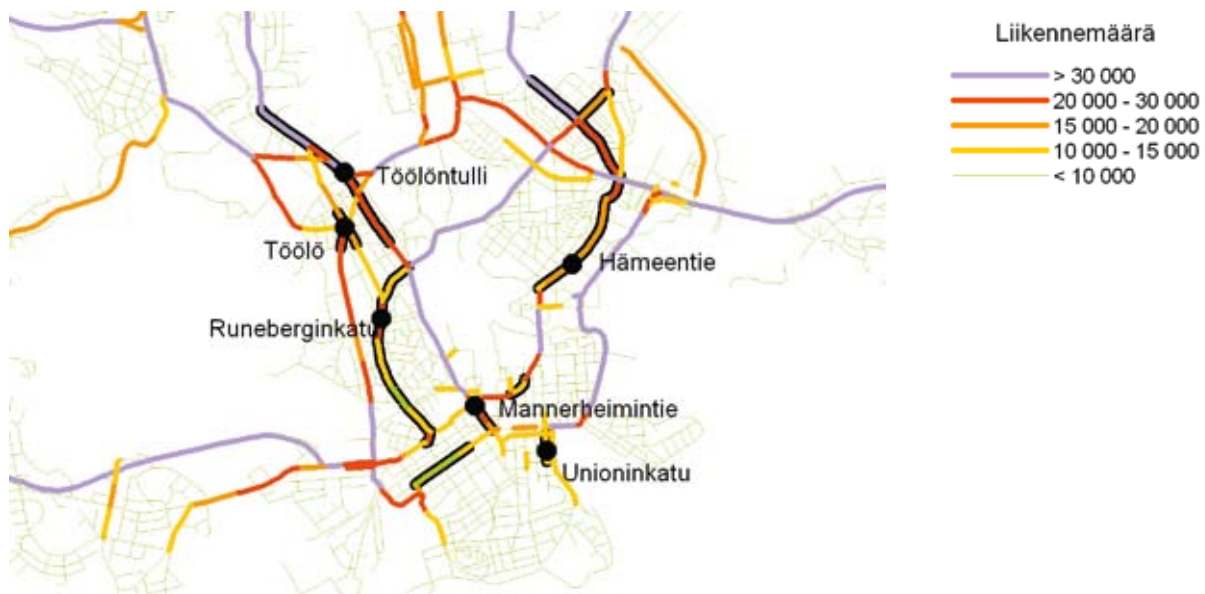 Liikennemäärä
> 30 000
20 000 - 30 000
15 000 - 20 000
10 000 - 15 000
< 10 000
Töölöntulli
Töölö
Hämeentie
Runeberginkatu
Mannerheimintie
Unioninkatu